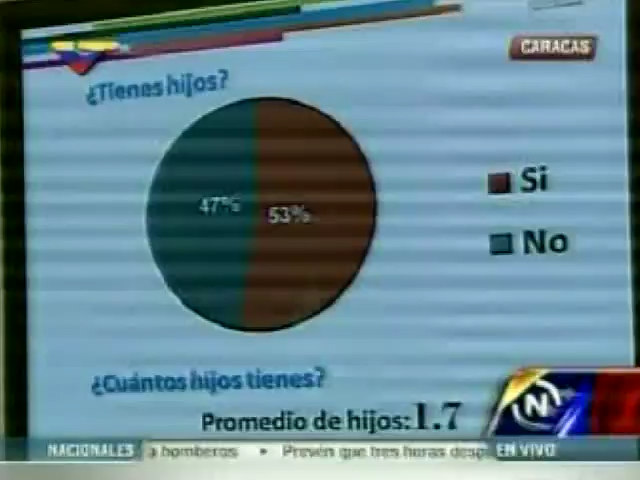 CARACAS
¿Tienes hijos?
47%
53%
Si
No
¿Cuántos hijos tienes?
Promedio de hijos: 1.7
N
NACIONALES
a homberos • Prevén que tres horas desp
EN VIVO